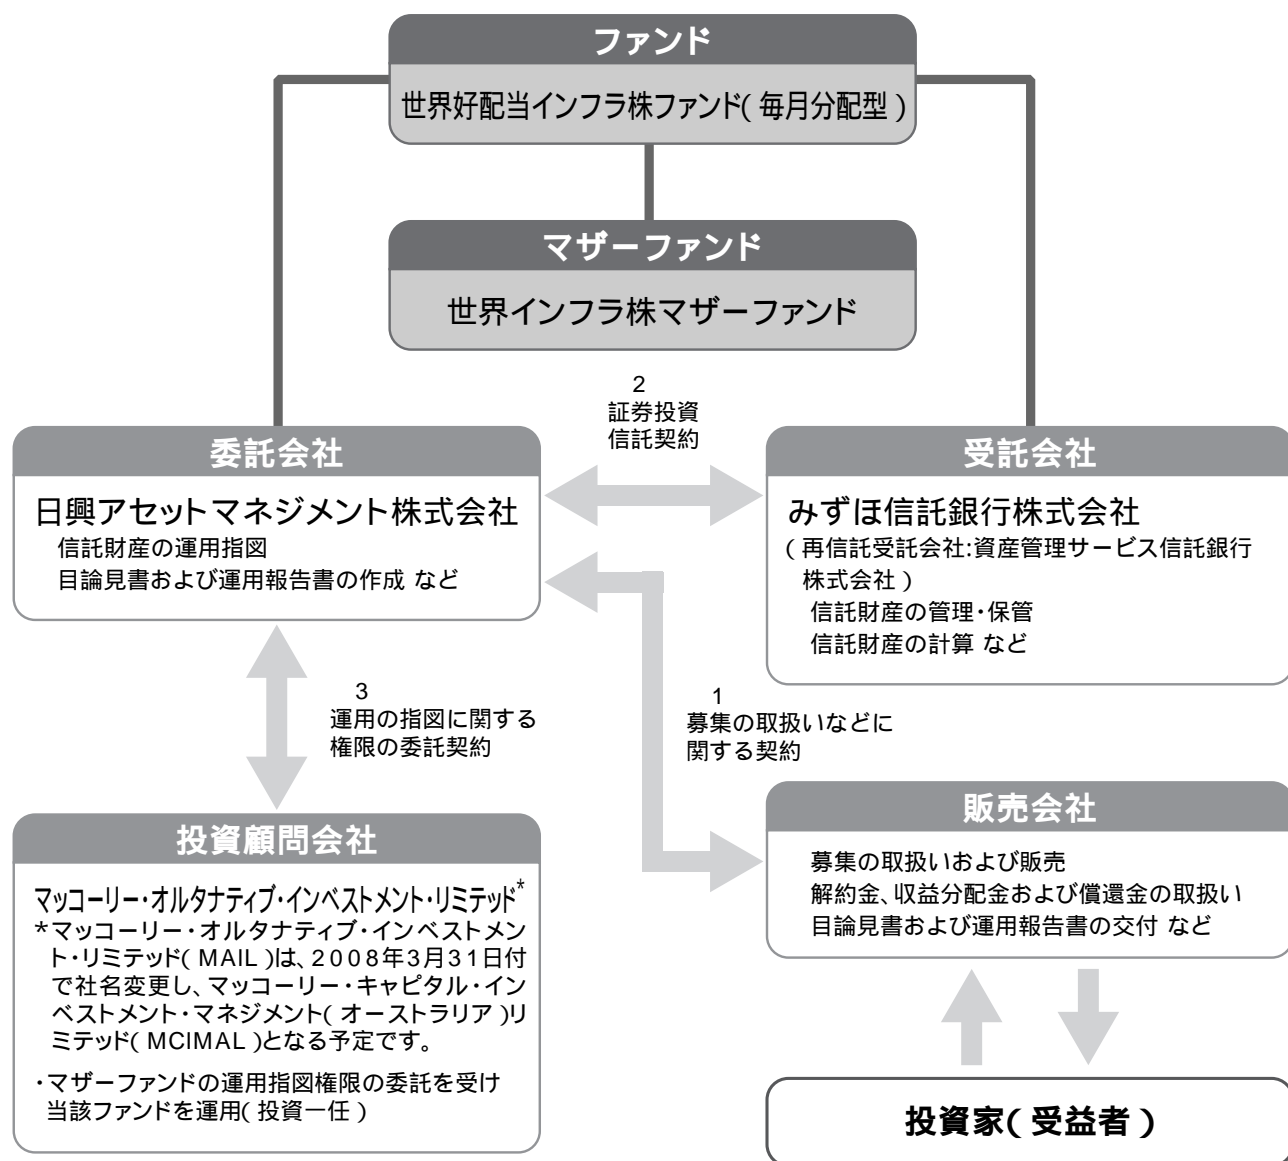 ファンド
世界好配当インフラ株ファンド(毎月分配型)
マザーファンド
世界インフラ株マザーファンド
2
証券投資
信託契約
委託会社
日興アセットマネジメント株式会社
信託財産の運用指図
目論見書および運用報告書の作成 など
受託会社
みずほ信託銀行株式会社
(再信託受託会社:資産管理サービス信託銀行
株式会社)
信託財産の管理・保管
信託財産の計算 など
3
運用の指図に関する
権限の委託契約
1
募集の取扱いなどに
関する契約
投資顧問会社
マッコーリー・オルタナティブ・インベストメント・リミテッド*
*マッコーリー・オルタナティブ・インベストメン
ト・リミテッド(MAIL)は、2008年3月31日付
で社名変更し、マッコーリー・キャピタル・イン
ベストメント・マネジメント(オーストラリア)リ
ミテッド(MCIMAL)となる予定です。
・マザーファンドの運用指図権限の委託を受け
当該ファンドを運用(投資一任)
販売会社
募集の取扱いおよび販売
解約金、収益分配金および償還金の取扱い
目論見書および運用報告書の交付 など
投資家(受益者)